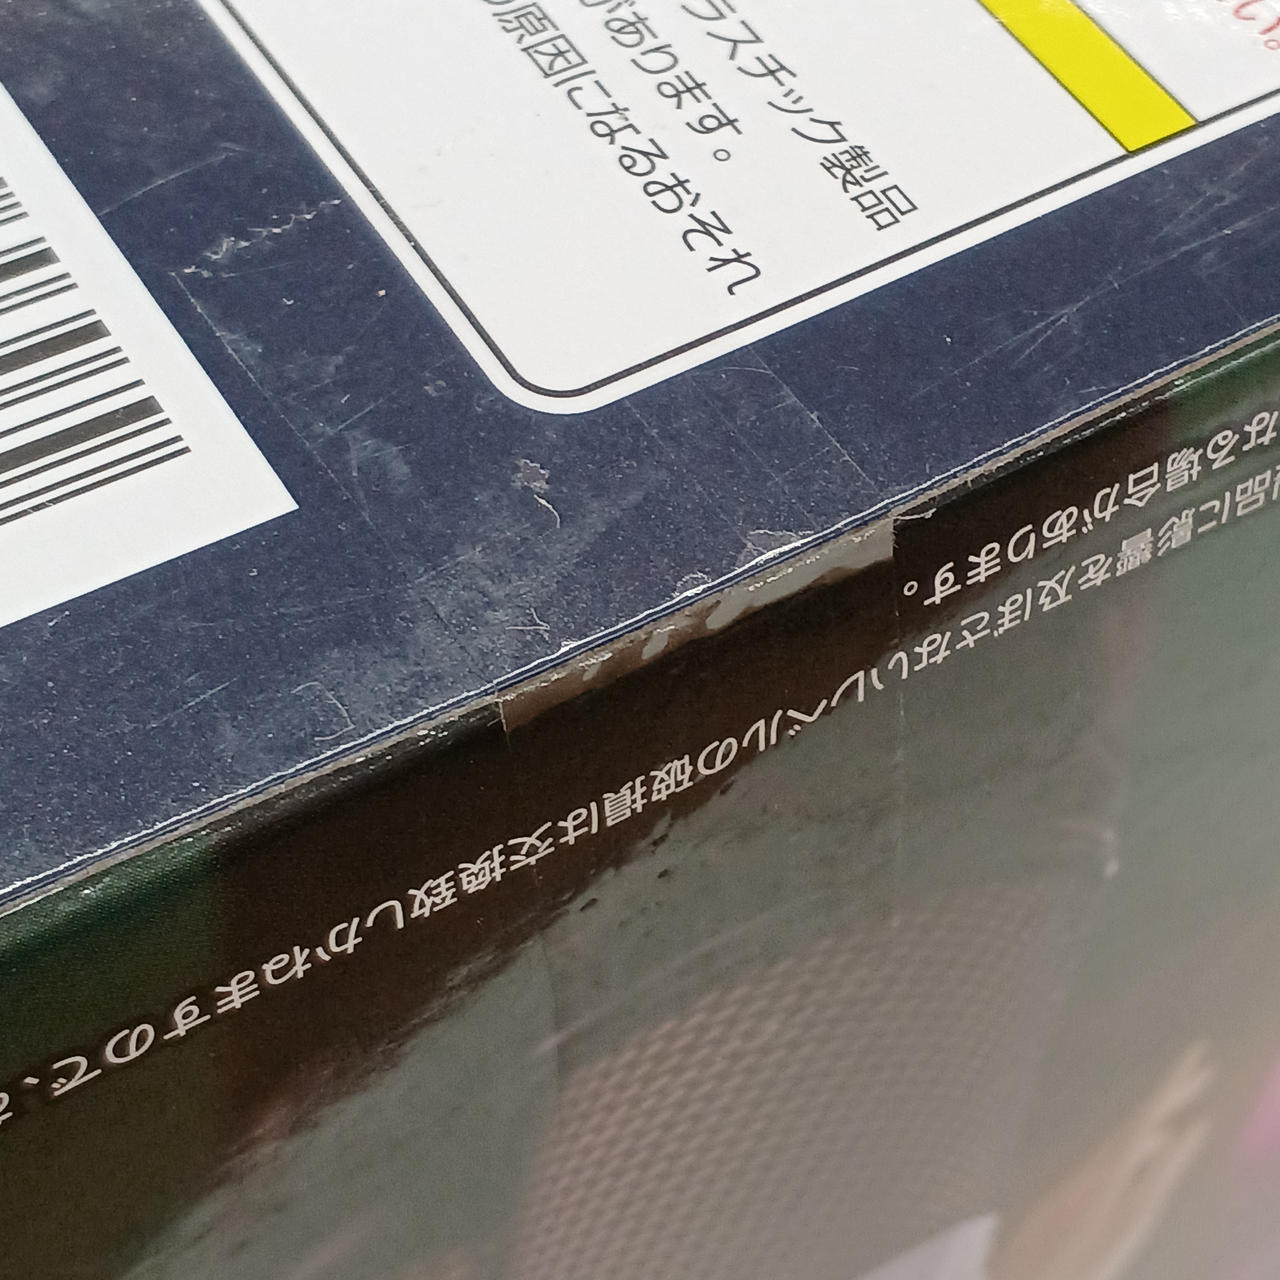 ラスチック製品
があります。
の原因になるおそれ
い。
なる場合があります。
品に影響を及ぼさないレベルの破損は交換致しかねますので、